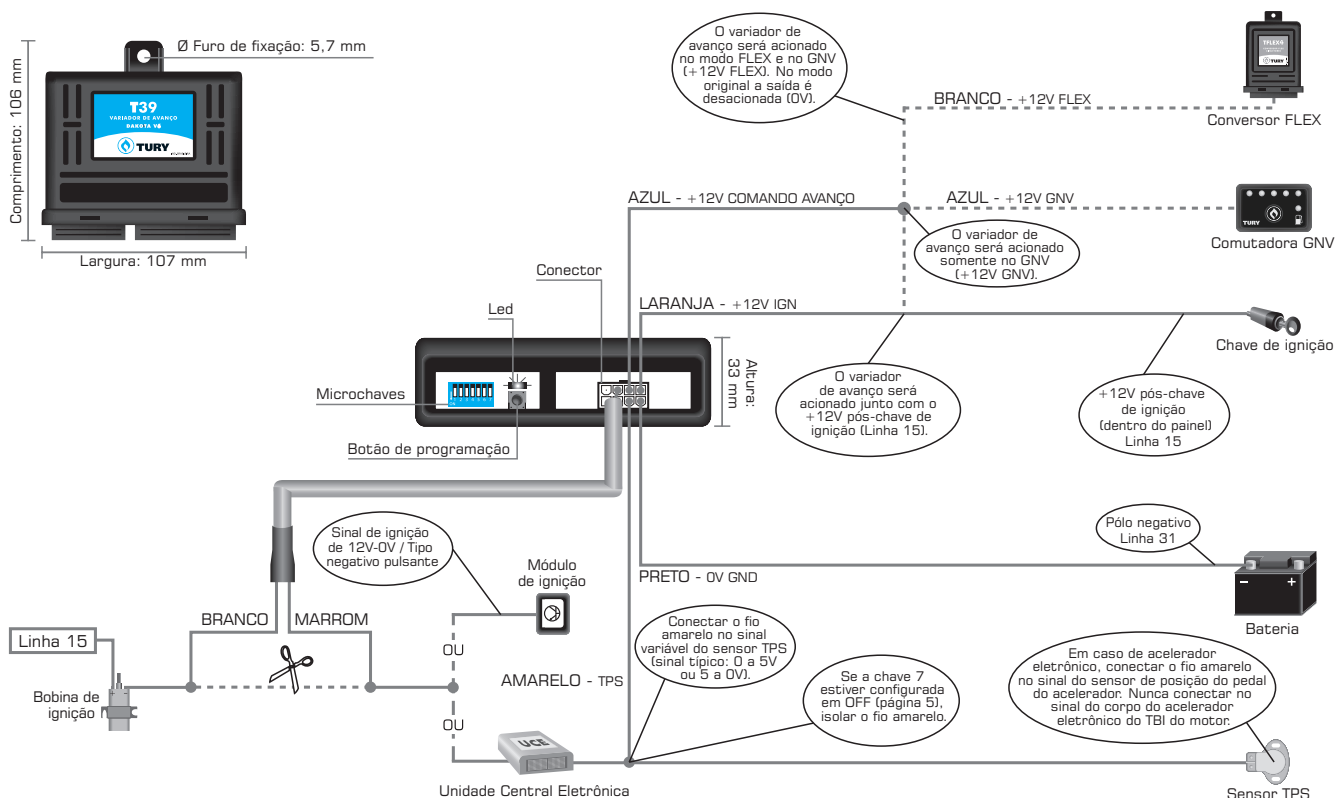 Ø Furo de fixação: 5,7 mm
Comprimento: 106 mm
T39
VARIADOR DE AVANÇO
DAKOTA V6
TURY
Largura: 107 mm
O variador de
avanço será acionado
no modo FLEX e no GNV
(+12V FLEX). No modo
original a saída é
desacionada (0V).
BRANCO - +12V FLEX
TURY
Conversor FLEX
AZUL - +12V COMANDO AVANÇO
AZUL - +12V GNV
TURY
Comutadora GNV
O variador de
avanço será acionado
somente no GNV
(+12V GNV).
Conector
Led
LARANJA - +12V IGN
Chave de ignição
Microchaves
Botão de programação
Altura:
33 mm
O variador
de avanço será
acionado junto com o
+12V pós-chave de
ignição (Linha 15).
+12V pós-chave
de ignição
(dentro do painel)
Linha 15
Sinal de ignição
de 12V-0V / Tipo
negativo pulsante
Módulo
de ignição
PRETO - 0V GND
Pólo negativo
Linha 31
- +
Bateria
BRANCO
MARROM
Linha 15
Bobina de
ignição
OU
OU
AMARELO - TPS
Conectar o fio
amarelo no sinal
variável do sensor TPS
(sinal típico: 0 a 5V
ou 5 a 0V).
Se a chave 7
estiver configurada
em OFF (página 5),
isolar o fio amarelo.
Em caso de acelerador
eletrônico, conectar o fio amarelo
no sinal do sensor de posição do pedal
do acelerador. Nunca conectar no
sinal do corpo do acelerador
eletrônico do TBI do motor.
UCE
Unidade Central Eletrônica
Sensor TPS